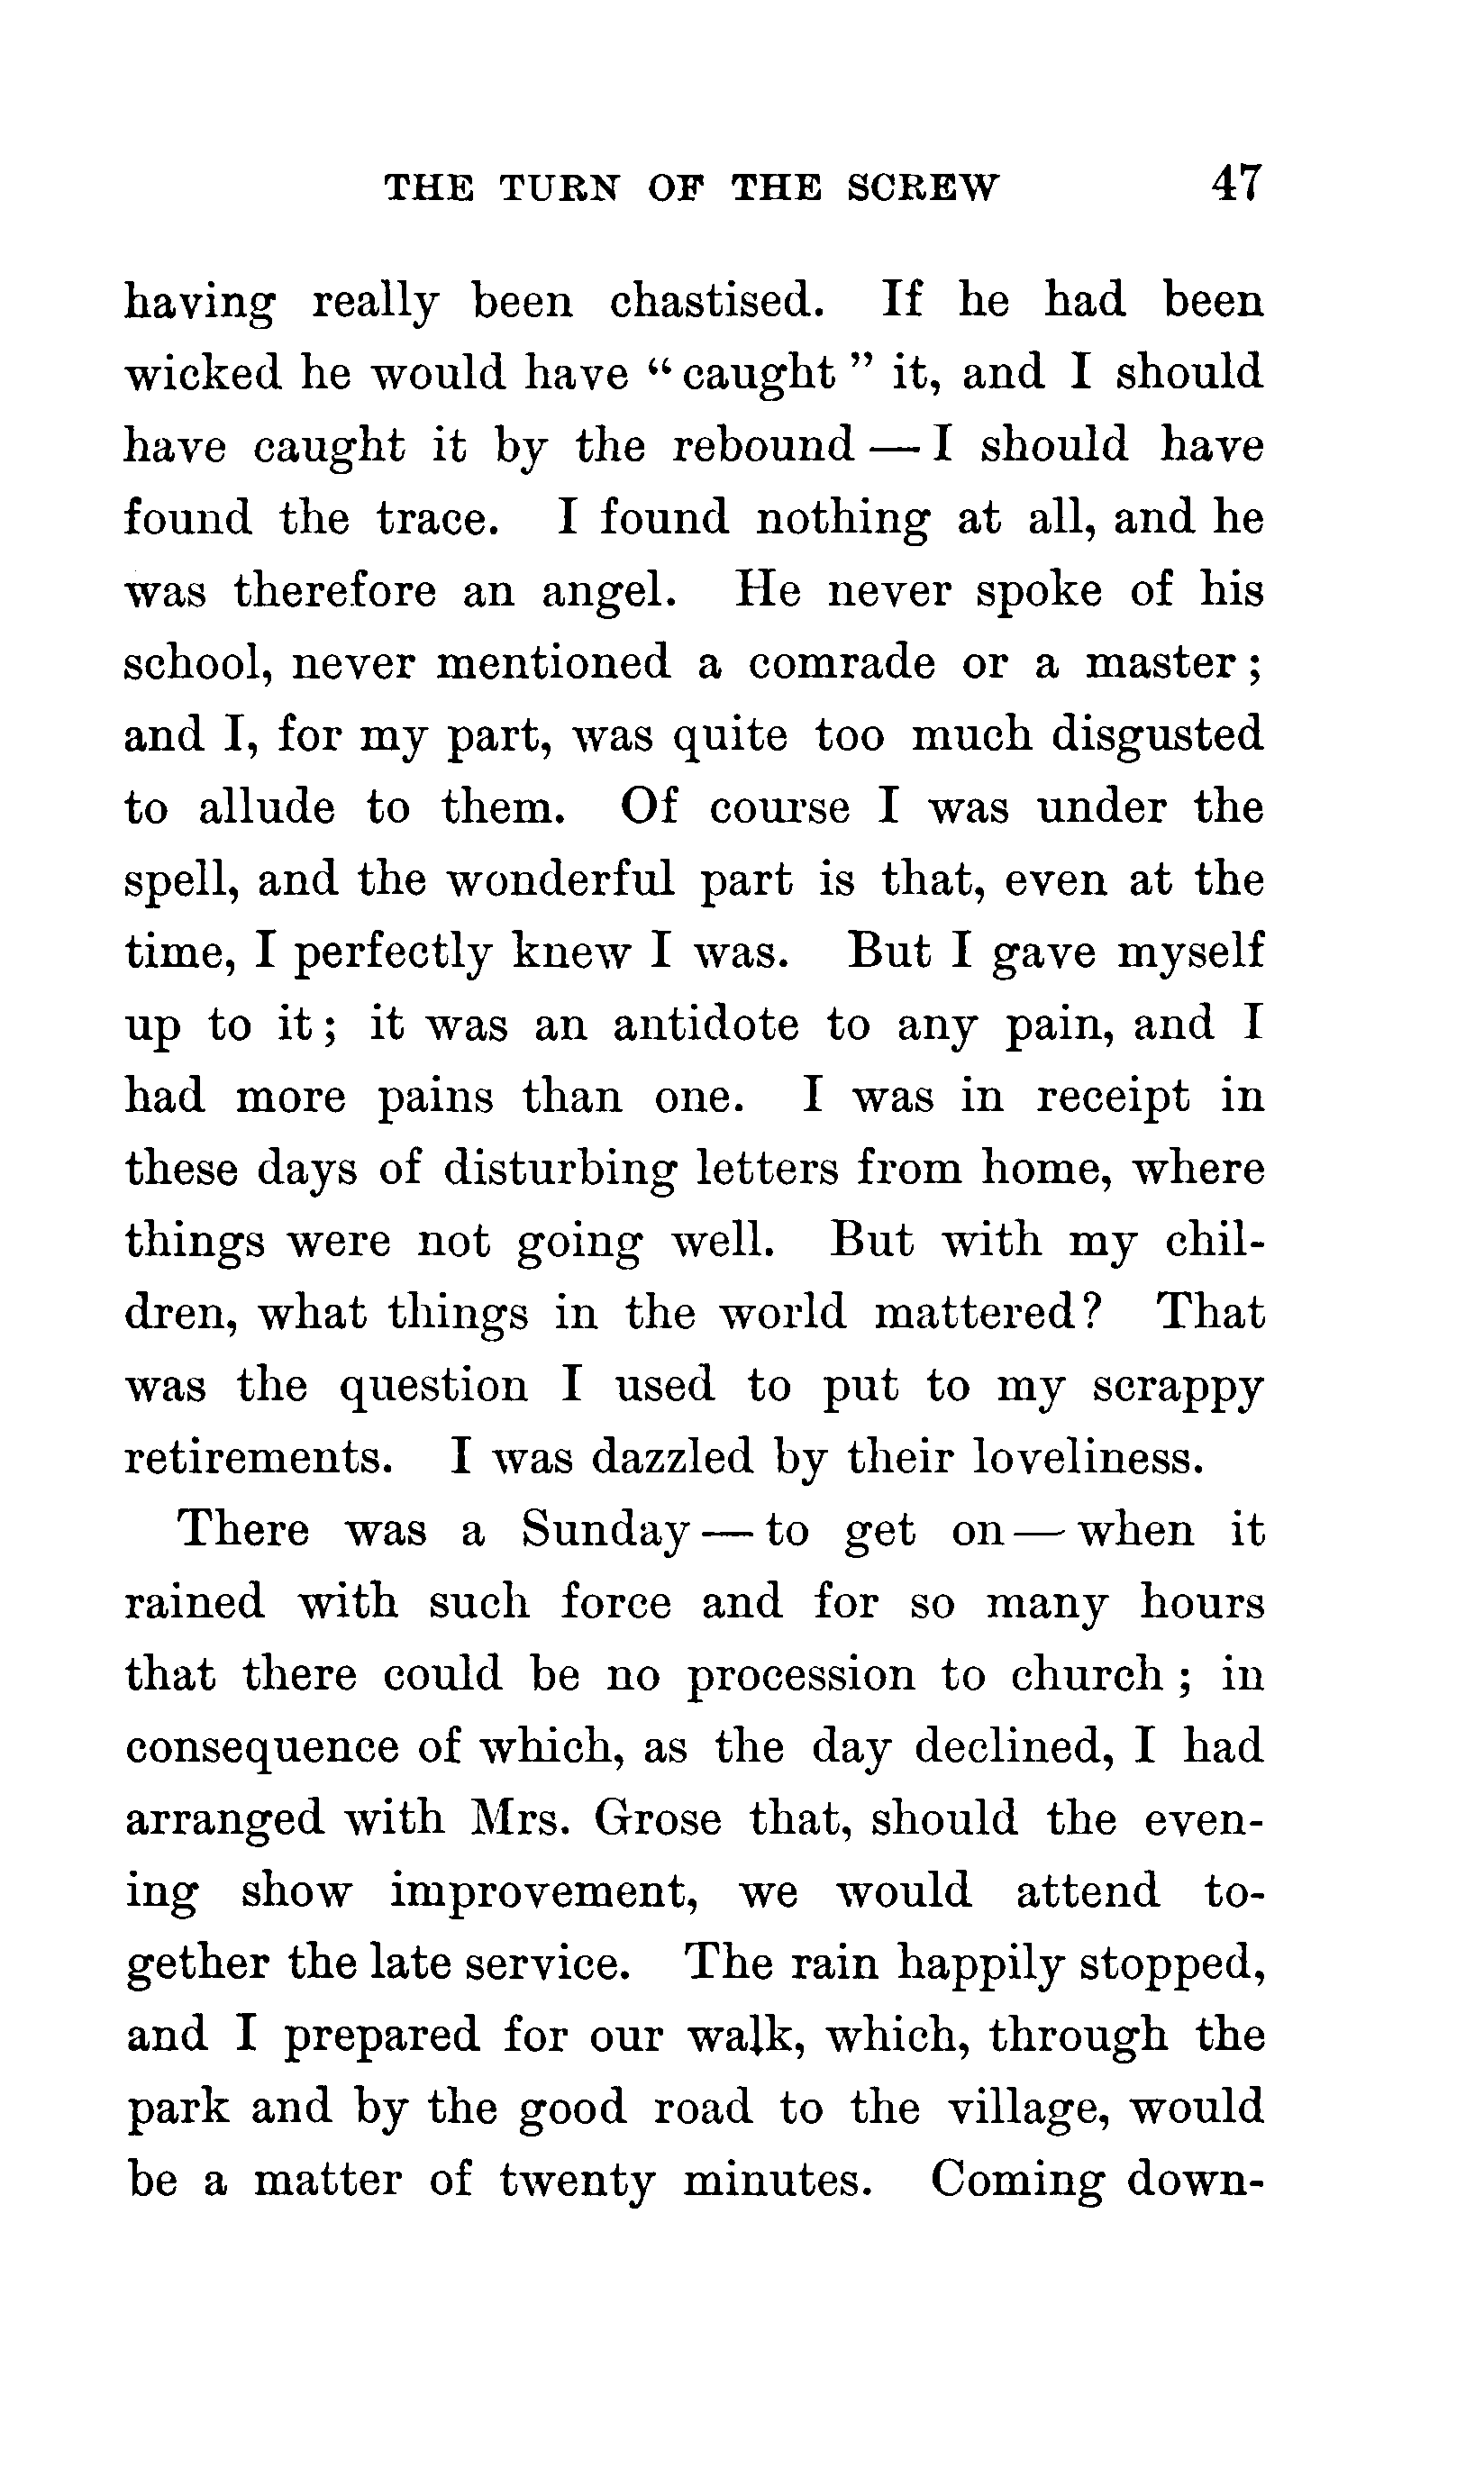 THE TURN OF THE SCREW 47
having really been chastised. If he had been
wicked he would have “ caught ” it, and I should
have caught it by the rebound — I should have
found the trace. I found nothing at all, and he
was therefore an angel. He never spoke of his
school, never mentioned a comrade or a master ;
and I, for my part, was quite too much disgusted
to allude to them. Of course I was under the
spell, and the wonderful part is that, even at the
time, I perfectly knew I was. But I gave myself
up to it ; it was an antidote to any pain, and I
had more pains than one. I was in receipt in
these days of disturbing letters from home, where
things were not going well. But with my chil-
dren, what things in the world mattered? That
was the question I used to put to my scrappy
retirements. I was dazzled by their loveliness.
There was a Sunday — to get on — when it
rained with such force and for so many hours
that there could be no procession to church ; in
consequence of which, as the day declined, I had
arranged with Mrs. Grose that, should the even-
ing show improvement, we would attend to-
gether the late service. The rain happily stopped,
and I prepared for our walk, which, through the
park and by the good road to the village, would
be a matter of twenty minutes. Coming down-